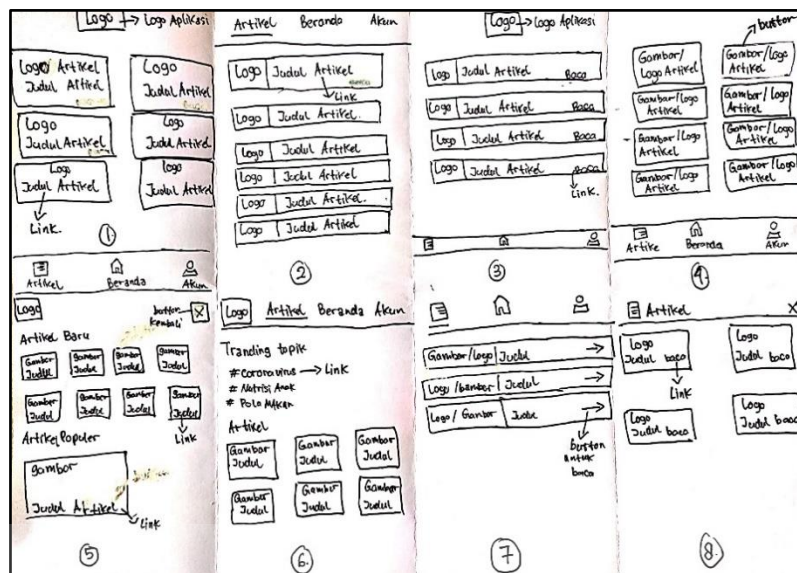 Logo → Logo Aplikasi
Logo Artikel
Judul Artikel
Logo
Judul Artikel
Logo
Judul Artikel
Logo
Judul Artikel
Logo
Judul Artikel
Logo
Judul Artikel
Link.
1
Artikel Beranda Akun
Logo Judul Artikel
Link
Logo Judul Artikel.
Logo Judul Artikel
Logo Judul Artikel
Logo Judul Artikel.
Logo Judul Artikel
2
Logo → Logo Aplikasi
Logo Judul Artikel Baca
Logo Judul Artikel Baca
Logo Judul Artikel Baca
Logo Judul Artikel Baca
Link.
3
button
Gambar/
Logo Artikel
Gambar/Logo
Artikel
Gambar/Logo
Artikel
Gambar/Logo
Artikel
Gambar/Logo
Artikel
Gambar/Logo
Artikel
Gambar/Logo
Artikel
Gambar/Logo
Artikel
Artike Beranda Akun
4
Artikel Beranda Akun
Logo
button
kembali
X
Artikel Baru
Gambar
Judul
Gambar
Judul
Gambar
Judul
Gambar
Judul
Gambar
Judul
Gambar
Judul
Gambar
Judul
Gambar
Judul
Link
Artikel Populer
gambar
Judul Artikel
Link
5
Logo Artikel Beranda Akun
Tranding topik
#coronavirus → Link
# Nutrisi Anak
# Pola Makan
Artikel
Gambar
Judul
Gambar
Judul
Gambar
Judul
Gambar
Judul
Gambar
Judul
Gambar
Judul
6.
Gambar/logo Judul →
Logo/Gambar Judul →
Logo/Gambar Judul →
button
untuk
baca
7
Artikel X
Logo
Judul baca
Link
Logo
Judul baca
Logo
Judul baca
Logo
Judul baca
8.